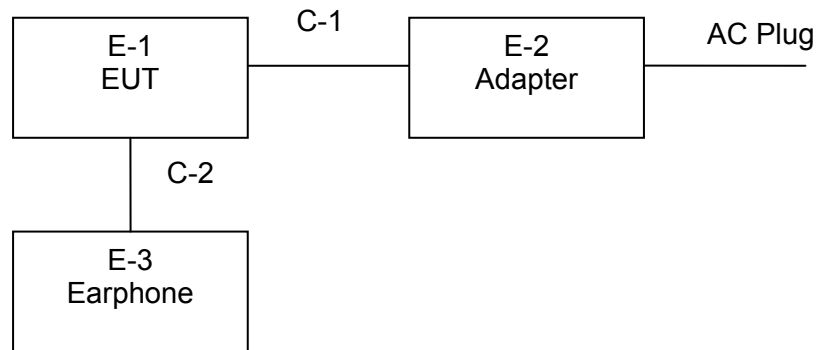 E-1
EUT
C-1
E-2
Adapter
AC Plug
C-2
E-3
Earphone